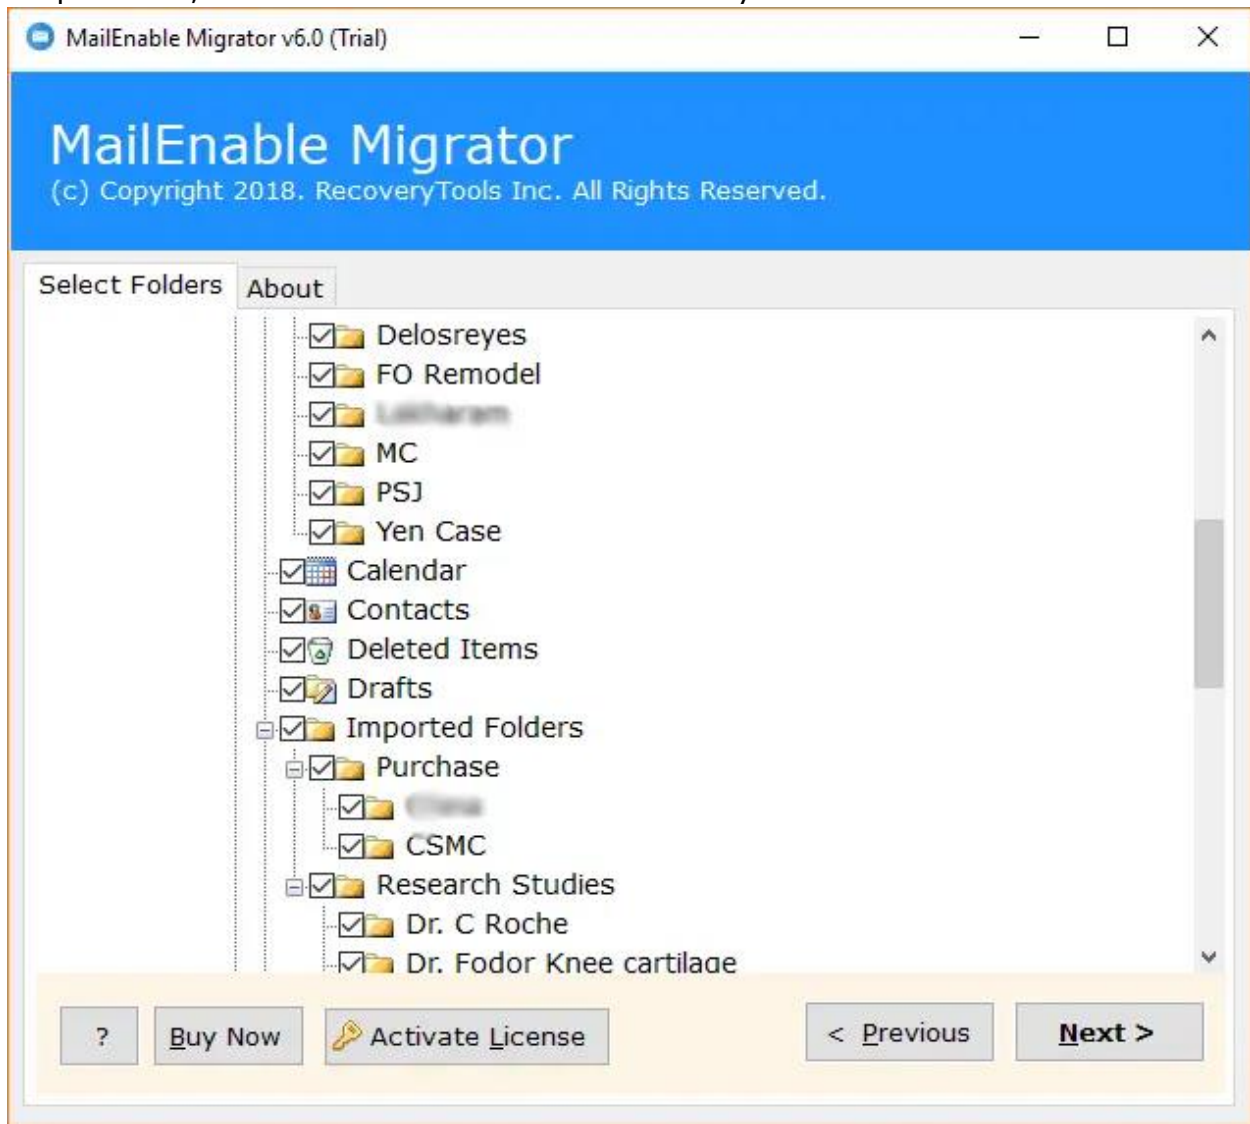 MailEnable Migrator v6.0 (Trial)
MailEnable Migrator
(c) Copyright 2018. RecoveryTools Inc. All Rights Reserved.
Select Folders About
Delosreyes
FO Remodel
MC
PSJ
Yen Case
Calendar
Contacts
Deleted Items
Drafts
Imported Folders
Purchase
CSMC
Research Studies
Dr. C Roche
Dr. Fodor Knee cartilage
? Buy Now Activate License < Previous Next >